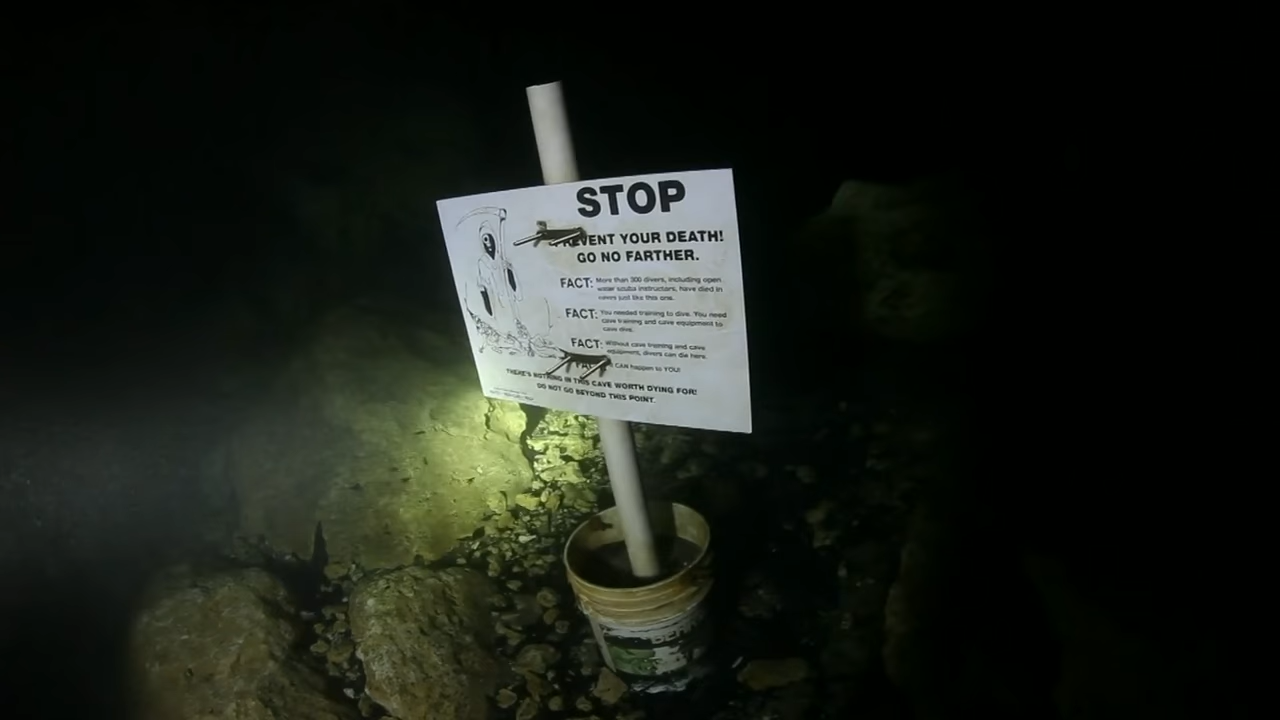 STOP
PREVENT YOUR DEATH!
GO NO FARTHER.
FACT: More than 300 divers, including open
water scuba instructors, have died in
caves just like this one.
FACT: You needed training to dive. You need
cave training and cave equipment to
cave dive.
FACT: Without cave training and cave
equipment, divers can die here.
FACT: CAN happen to YOU!
THERE'S NOTHING IN THIS CAVE WORTH DYING FOR!
DO NOT GO BEYOND THIS POINT.